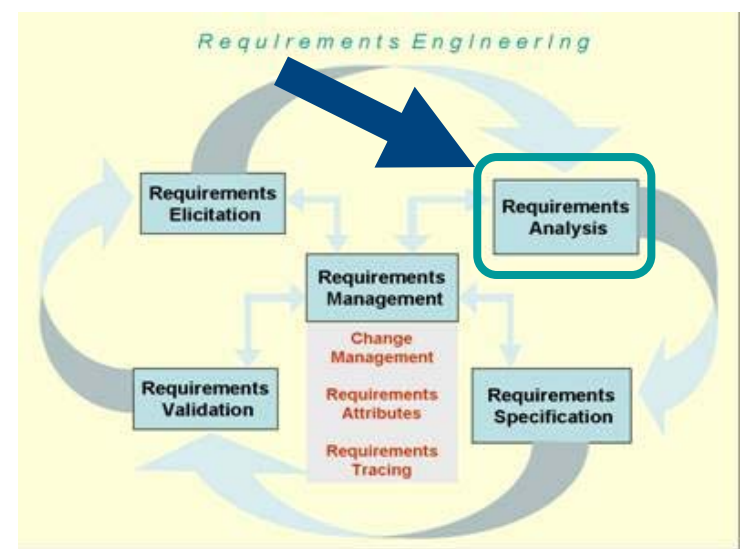 Requirements Engineering
Requirements
Elicitation
Requirements
Analysis
Requirements
Management
Change
Management
Requirements
Attributes
Requirements
Tracing
Requirements
Validation
Requirements
Specification